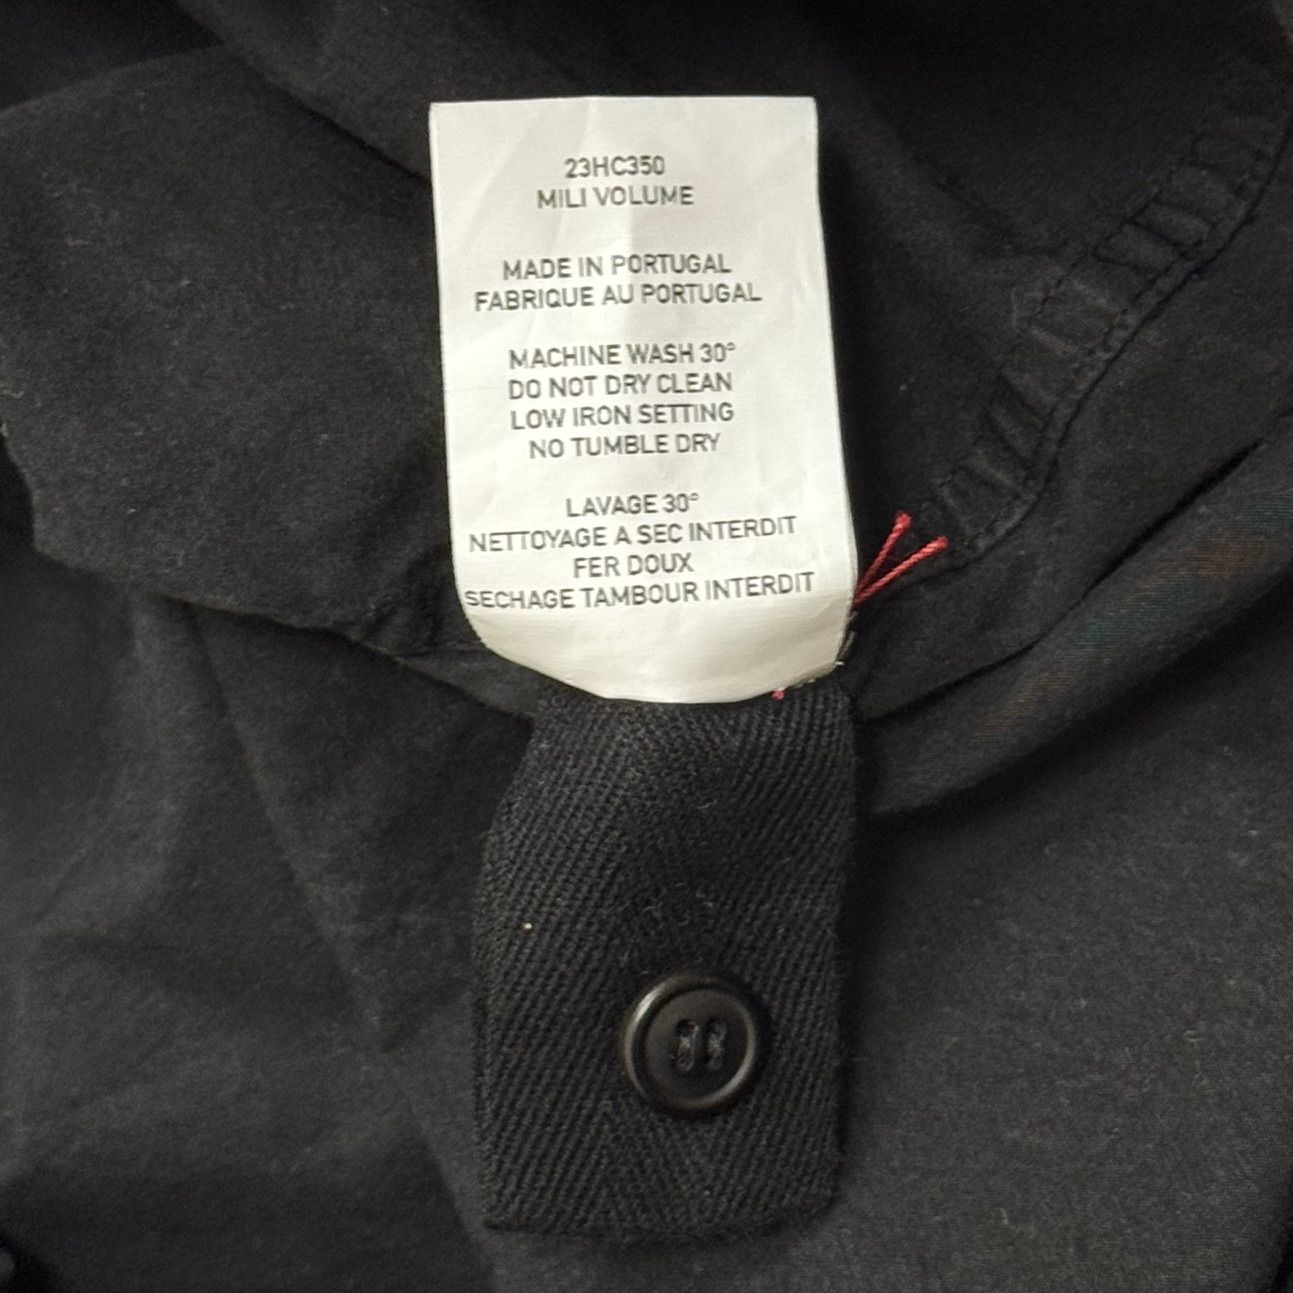 23HC350
MILI VOLUME
MADE IN PORTUGAL
FABRIQUE AU PORTUGAL
MACHINE WASH 30°
DO NOT DRY CLEAN
LOW IRON SETTING
NO TUMBLE DRY
LAVAGE 30°
NETTOYAGE A SEC INTERDIT
FER DOUX
SECHAGE TAMBOUR INTERDIT